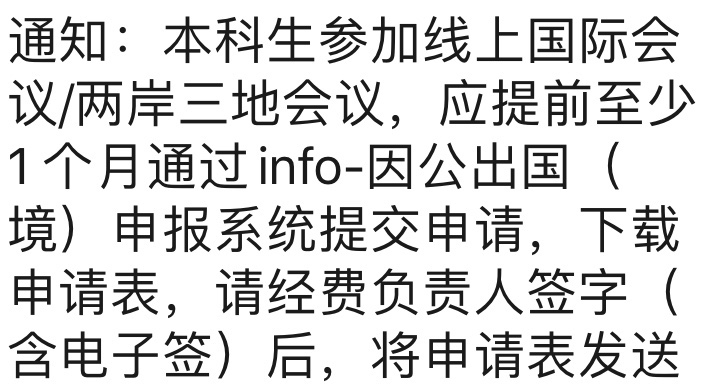 通知：本科生参加线上国际会
议/两岸三地会议，应提前至少
1个月通过info-因公出国（
境）申报系统提交申请，下载
申请表，请经费负责人签字（
含电子签）后，将申请表发送